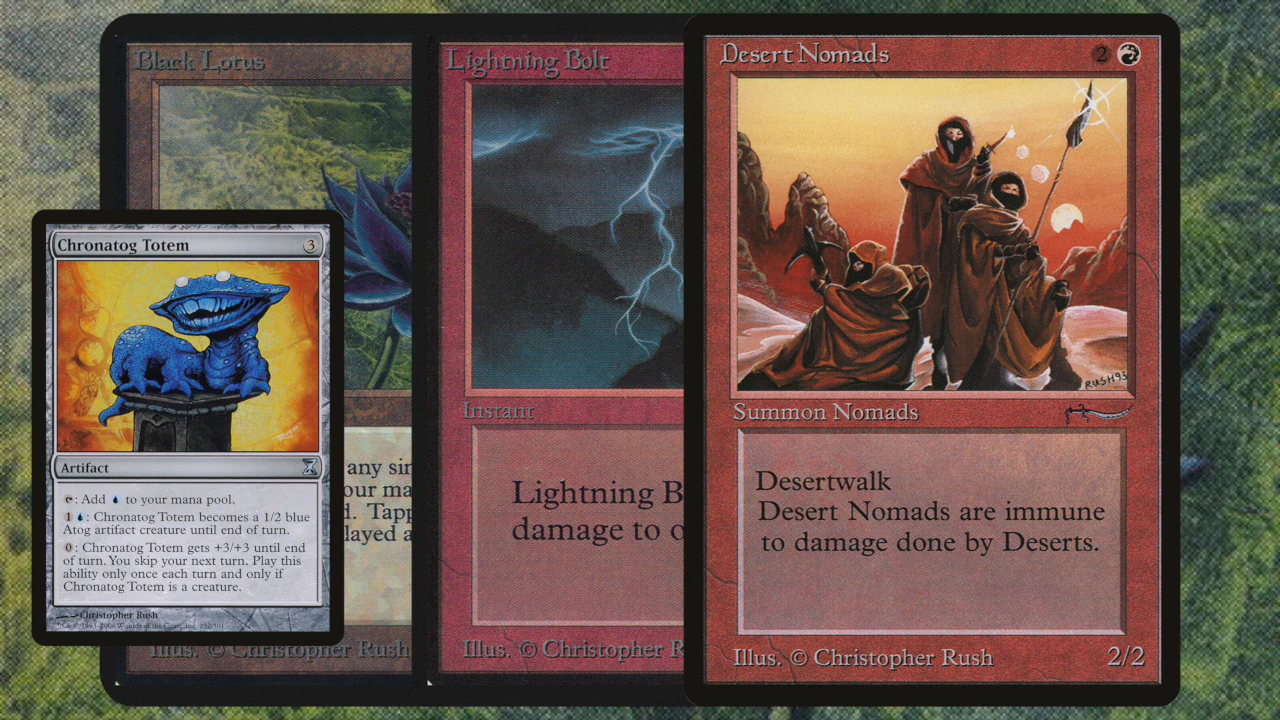 Black Lotus
Lightning Bolt
Desert Nomads
2
RUSH93
Chronatog Totem
3
Artifact
: Add to your mana pool.
1 : Chronatog Totem becomes a 1/2 blue
Atog artifact creature until end of turn.
0: Chronatog Totem gets +3/+3 until end
of turn. You skip your next turn. Play this
ability only once each turn and only if
Chronatog Totem is a creature.
Christopher Rush
any sin
our ma
d. Tapp
layed a
Illus. © Christopher Rush
Instant
Lightning B
damage to o
Illus. © Christopher R
Summon Nomads
Desertwalk
Desert Nomads are immune
to damage done by Deserts.
Illus. © Christopher Rush
2/2